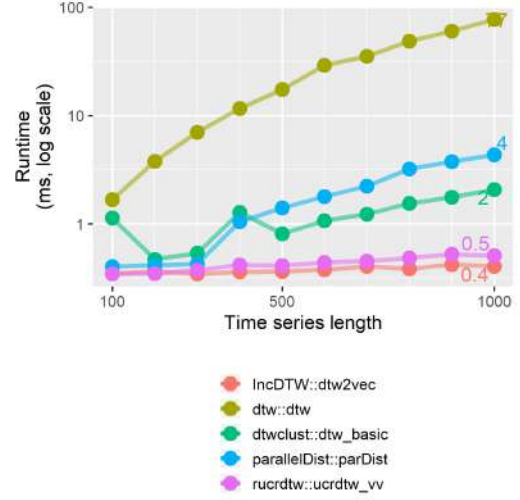 100
77
10
4
2
1
0.5
0.4
Runtime
(ms, log scale)
100
500
1000
Time series length
IncDTW::dtw2vec
dtw::dtw
dtwclust::dtw_basic
parallelDist::parDist
rucrdtw::ucrdtw_vv